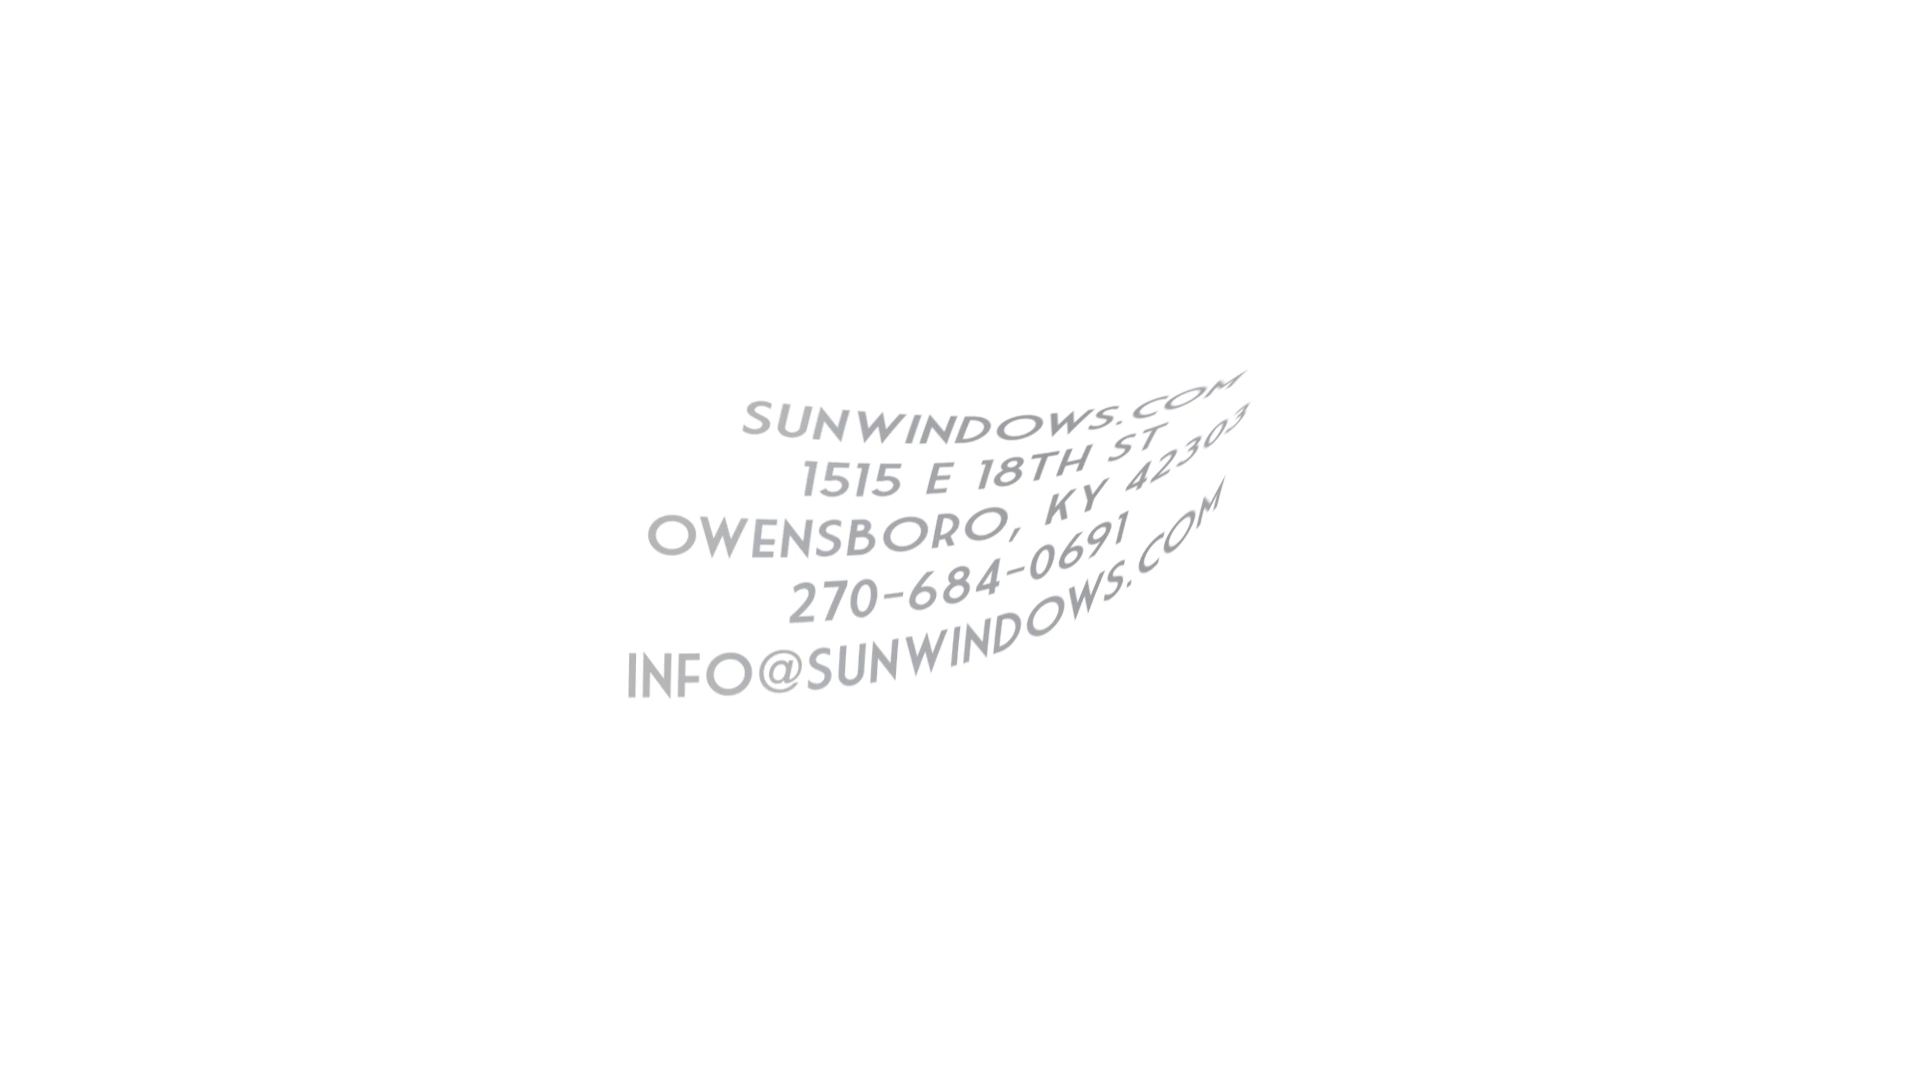 SUNWINDOWS.COM
1515 E 18TH ST
OWENSBORO, KY 42303
270-684-0691
INFO@SUNWINDOWS.COM